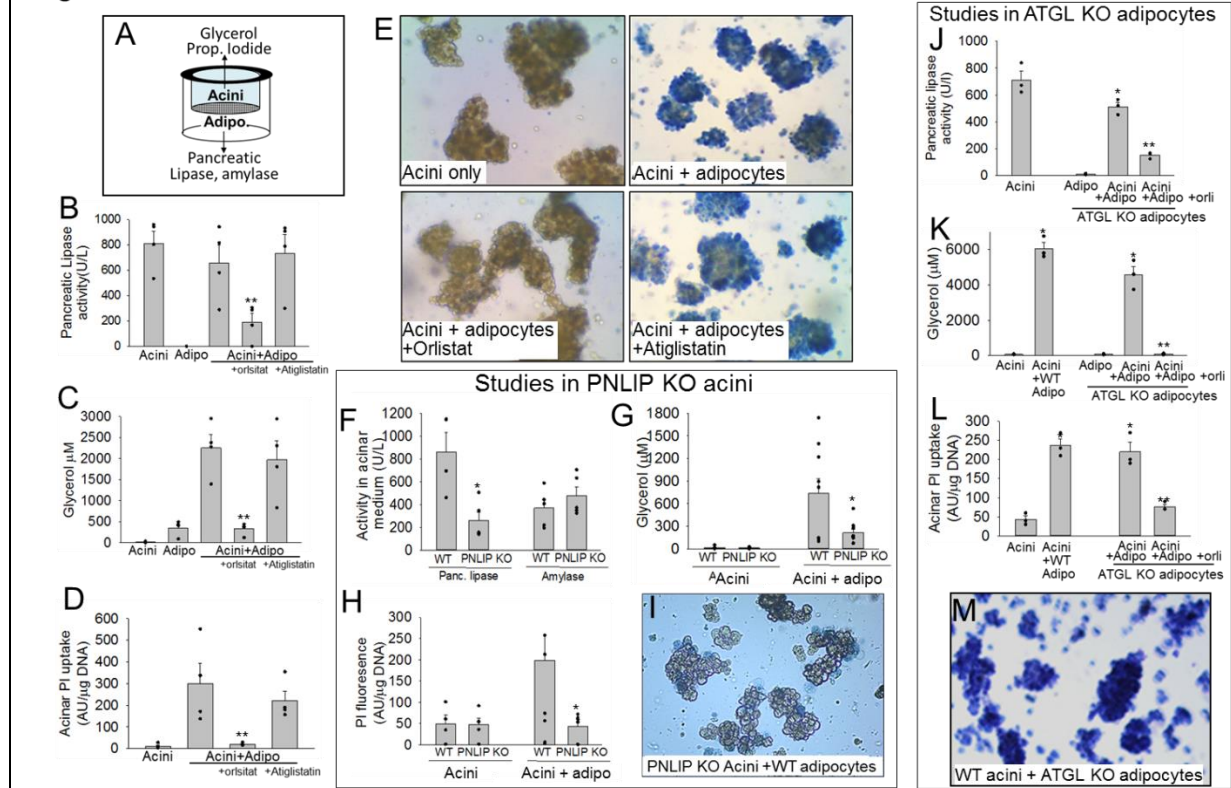 A
Glycerol
Prop. Iodide
Acini
Adipo.
Pancreatic
Lipase, amylase
B
Pancreatic Lipase
activity(U/L)
1000
800
600
400
200
0
**
Acini Adipo Acini+Adipo
+orlsitat +Atiglistatin
C
Glycerol µM
3000
2500
2000
1500
1000
500
0
**
Acini Adipo Acini+Adipo
+orlsitat +Atiglistatin
D
Acinar PI uptake
(AU/µg DNA)
600
500
400
300
200
100
0
**
Acini Acini+Adipo
+orlsitat +Atiglistatin
E
Acini only
Acini + adipocytes
Acini + adipocytes
+Orlistat
Acini + adipocytes
+Atiglistatin
Studies in PNLIP KO acini
F
Activity in acinar
medium (U/L)
1200
1000
800
600
400
200
0
*
WT PNLIP KO WT PNLIP KO
Panc. lipase Amylase
G
Glycerol (µM)
1800
1500
1200
900
600
300
0
*
WT PNLIP KO WT PNLIP KO
AAcini Acini + adipo
H
PI fluoresence
(AU/µg DNA)
300
250
200
150
100
50
0
*
WT PNLIP KO WT PNLIP KO
Acini Acini + adipo
I
PNLIP KO Acini +WT adipocytes
Studies in ATGL KO adipocytes
J
Pancreatic lipase
activity (U/l)
1000
800
600
400
200
0
*
**
Acini Adipo Acini Acini
+Adipo +Adipo +orli
ATGL KO adipocytes
K
Glycerol (µM)
6000
4000
2000
0
*
*
**
Acini Acini Acini Acini
+WT +Adipo +Adipo +orli
Adipo ATGL KO adipocytes
L
Acinar PI uptake
(AU/µg DNA)
300
250
200
150
100
50
0
*
*
**
Acini Acini Acini Acini
+WT +Adipo +Adipo +orli
Adipo ATGL KO adipocytes
M
WT acini + ATGL KO adipocytes